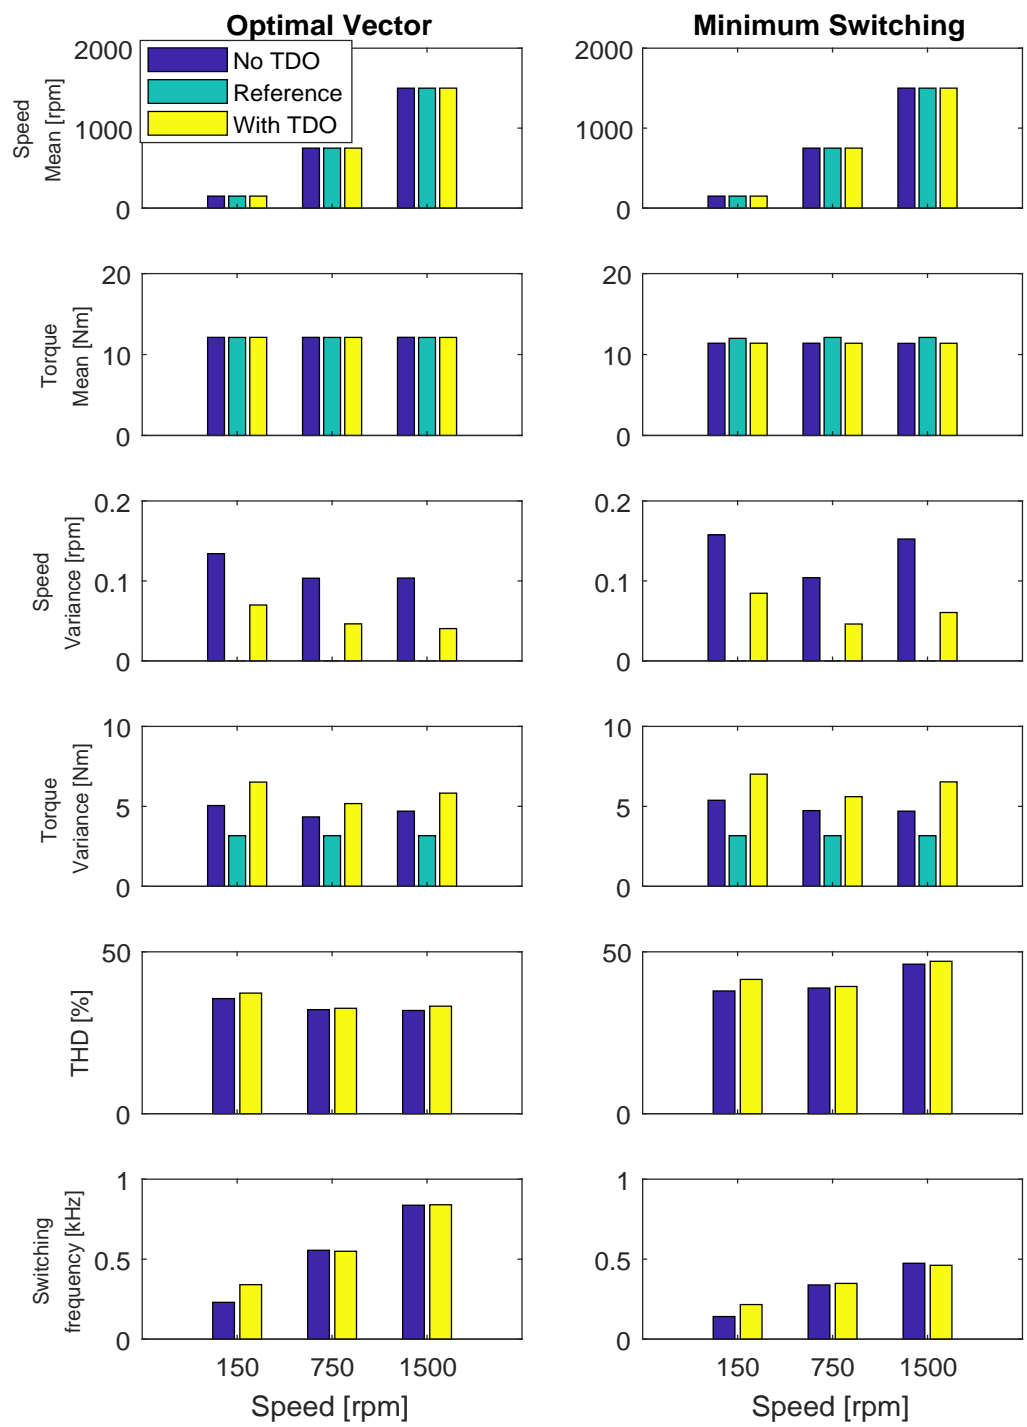 Optimal Vector
Minimum Switching
No TDO
Reference
With TDO
Speed
Mean [rpm]
2000
1000
0
2000
1000
0
Torque
Mean [Nm]
20
10
0
20
10
0
Speed
Variance [rpm]
0.2
0.1
0
0.2
0.1
0
Torque
Variance [Nm]
10
5
0
10
5
0
THD [%]
50
0
50
0
Switching
frequency [kHz]
1
0.5
0
1
0.5
0
150 750 1500
150 750 1500
Speed [rpm]
Speed [rpm]